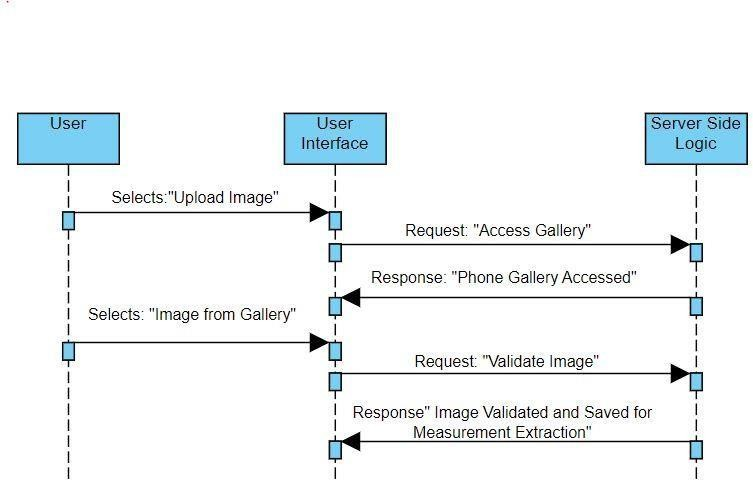 User
User
Interface
Server Side
Logic
Selects:"Upload Image"
Request: "Access Gallery"
Response: "Phone Gallery Accessed"
Selects: "Image from Gallery"
Request: "Validate Image"
Response" Image Validated and Saved for
Measurement Extraction"